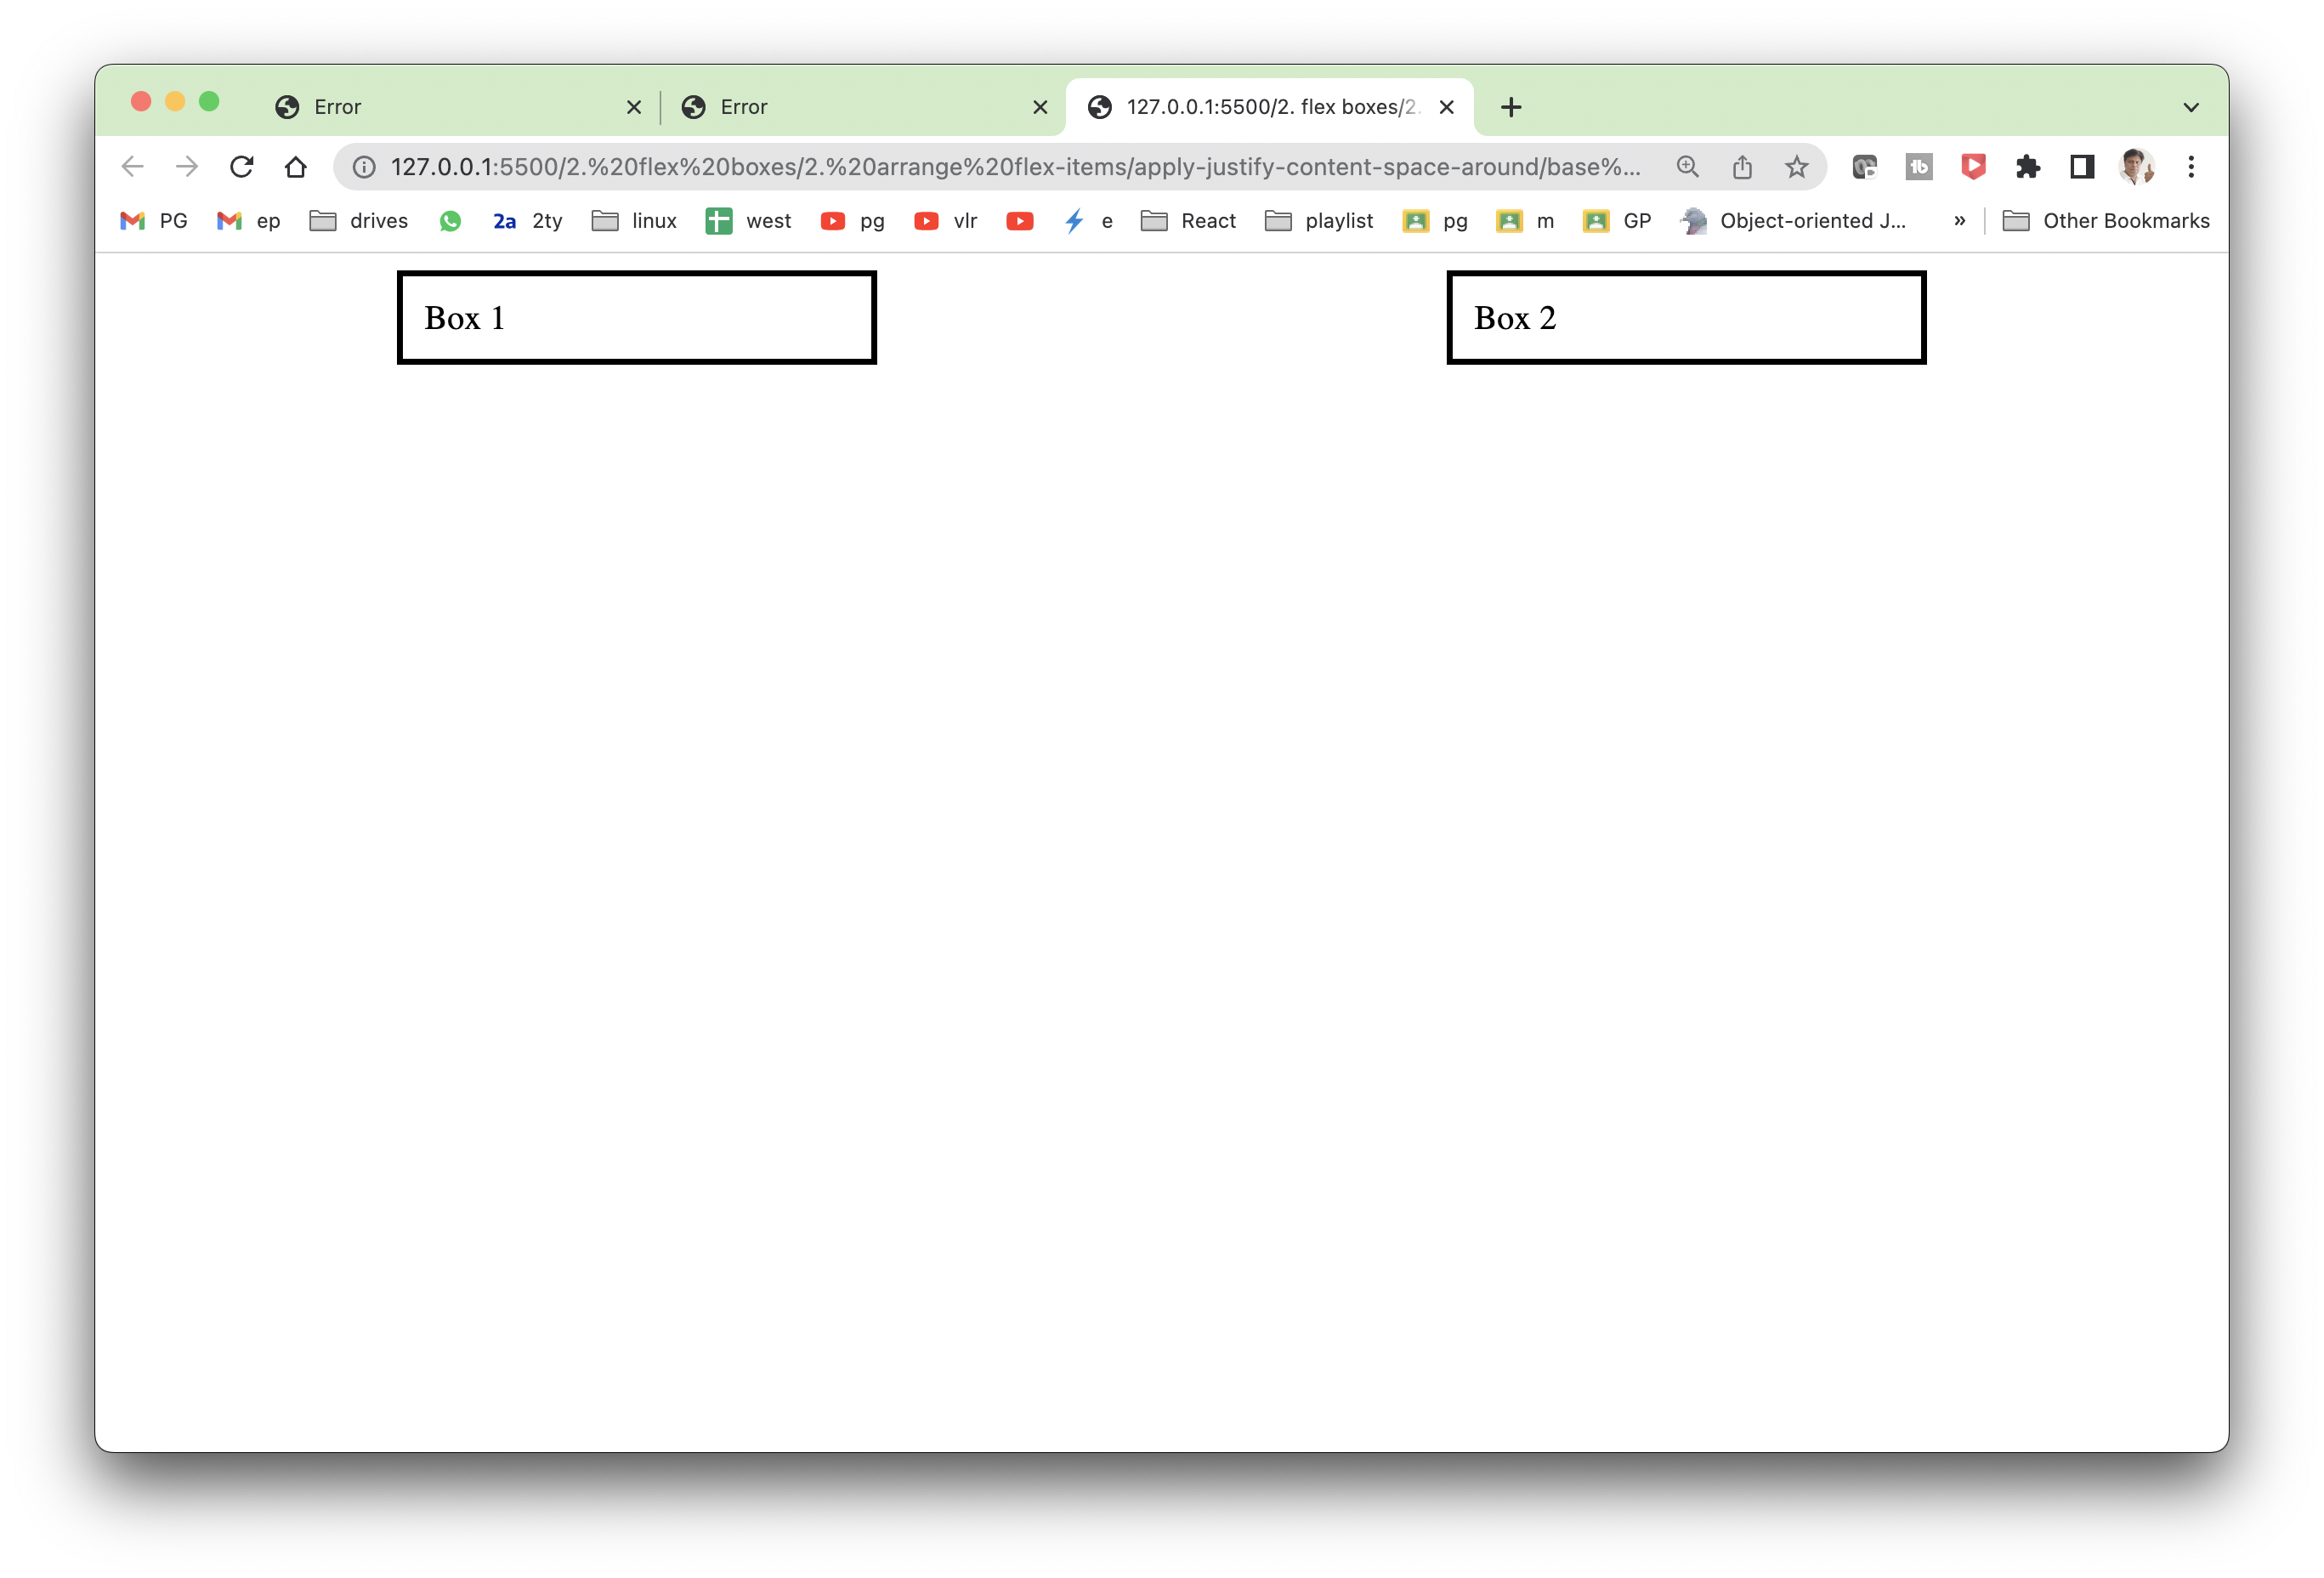 Error
Error
127.0.0.1:5500/2. flex boxes/2.
127.0.0.1:5500/2.%20flex%20boxes/2.%20arrange%20flex-items/apply-justify-content-space-around/base%...
PG ep drives 2a 2ty linux west pg vlr e React playlist pg m GP Object-oriented J... » Other Bookmarks
Box 1
Box 2